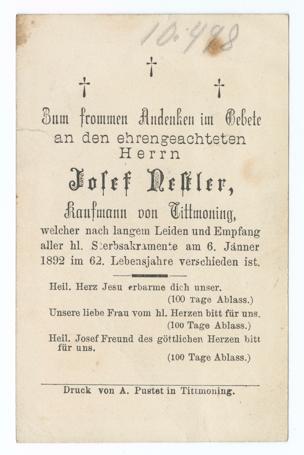 10.498
† † †
Zum frommen Andenken im Gebete
an den ehrengeachteten
Herrn
Josef Neßler,
Kaufmann von Tittmoning,
welcher nach langem Leiden und Empfang
aller hl. Sterbsakramente am 6. Jänner
1892 im 62. Lebensjahre verschieden ist.
Heil. Herz Jesu erbarme dich unser.
(100 Tage Ablass.)
Unsere liebe Frau vom hl. Herzen bitt für uns.
(100 Tage Ablass.)
Heil. Josef Freund des göttlichen Herzen bitt
für uns.
(100 Tage Ablass.)
Druck von A. Pustet in Tittmoning.